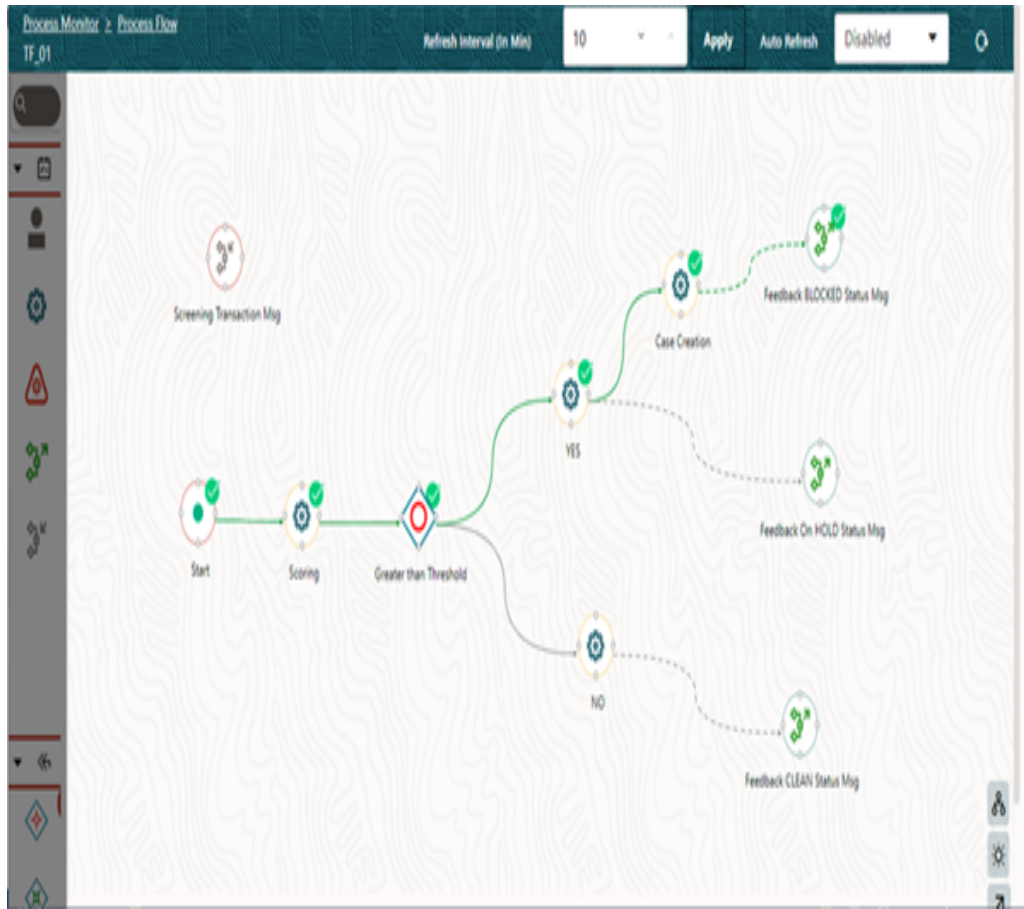 Process Monitor > Process Flow
TF_01
Refresh Interval (In Min)
10
Apply
Auto Refresh
Disabled
Feedback BLOCKED Status Msg
Screening Transaction Msg
Case Creation
YES
Feedback On HOLD Status Msg
Start
Scoring
Greater than Threshold
NO
Feedback CLEAN Status Msg